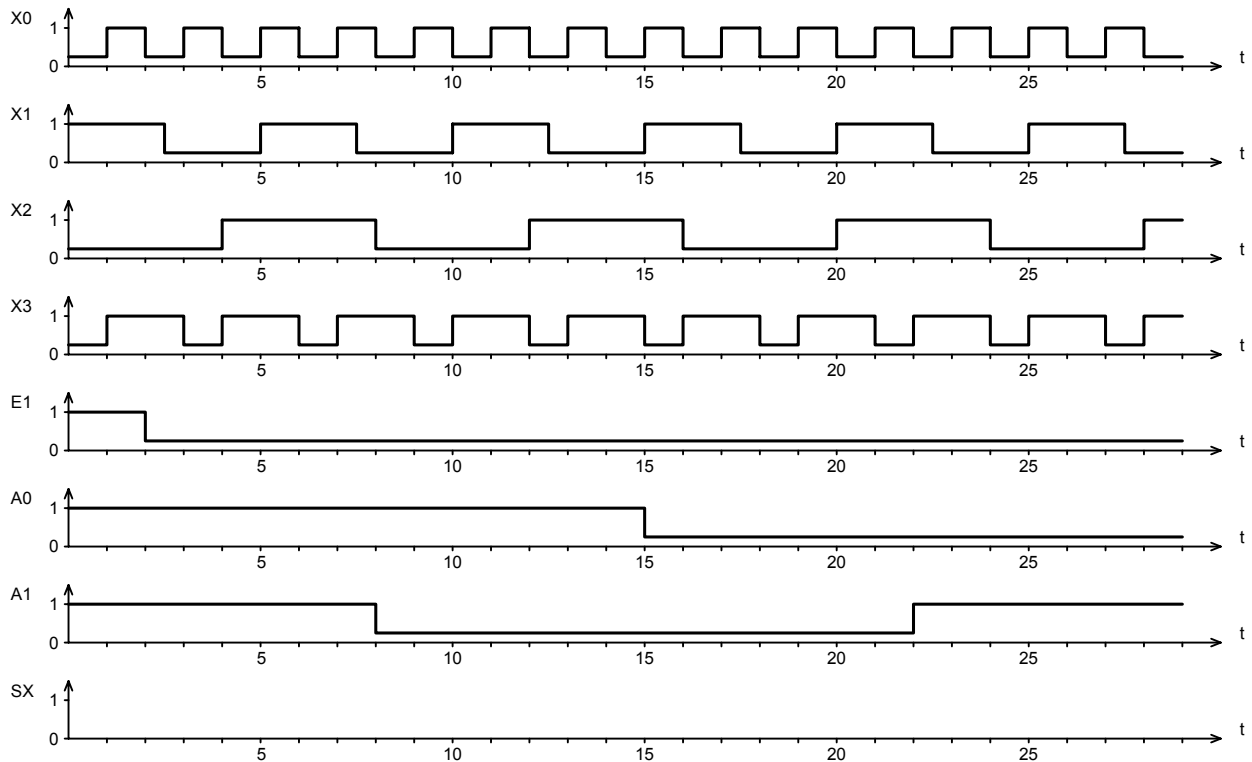 X0 1 0 5 10 15 20 25 t
X1 1 0 5 10 15 20 25 t
X2 1 0 5 10 15 20 25 t
X3 1 0 5 10 15 20 25 t
E1 1 0 5 10 15 20 25 t
A0 1 0 5 10 15 20 25 t
A1 1 0 5 10 15 20 25 t
SX 1 0 5 10 15 20 25 t